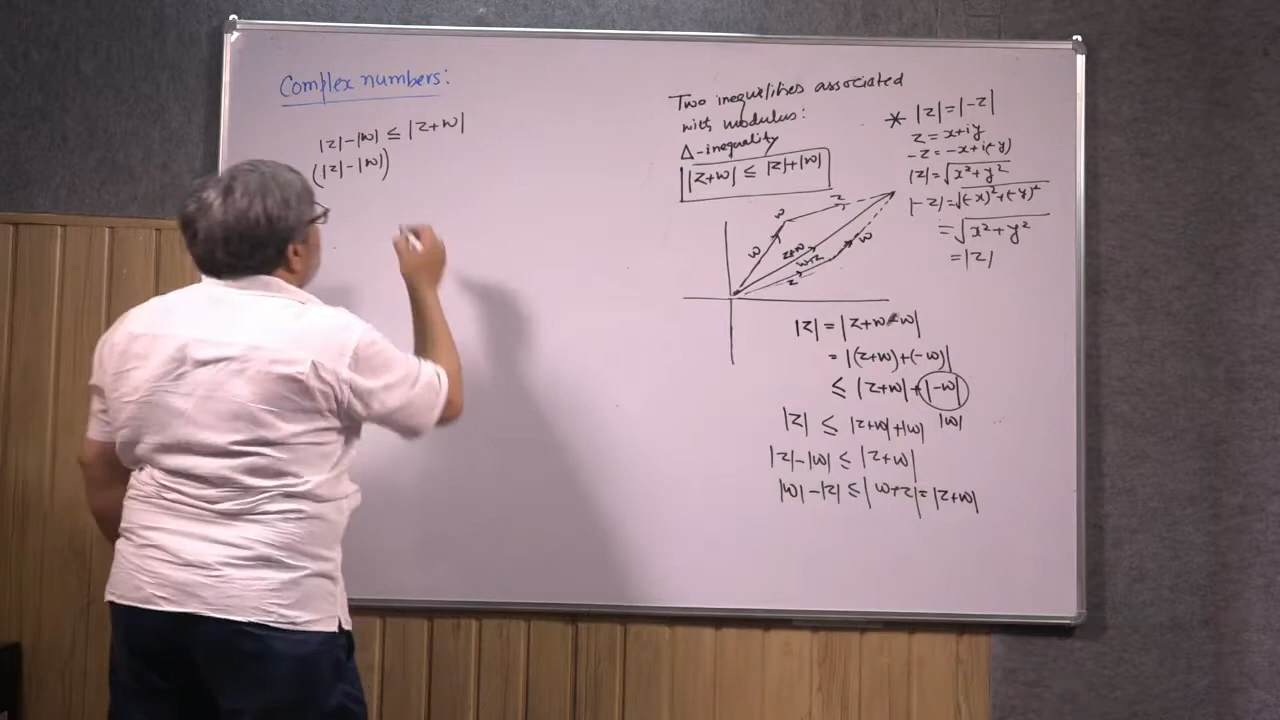 Complex numbers:
|z|-|w| ≤ |z+w|
(|z|-|w|)
Two inequalities associated
with modulus:
Δ-inequality
|z+w| ≤ |z|+|w|
w
z
z+w
w+z
z
w
* |z|=|-z|
z=x+iy
-z=-x+i(-y)
|z|=√x²+y²
|-z|=√(-x)²+(-y)²
=√x²+y²
=|z|
|z| = |z+w-w|
= |(z+w)+(-w)|
≤ |z+w|+|-w|
|z| ≤ |z+w|+|w| |w|
|z|-|w| ≤ |z+w|
|w|-|z| ≤ |w+z|=|z+w|